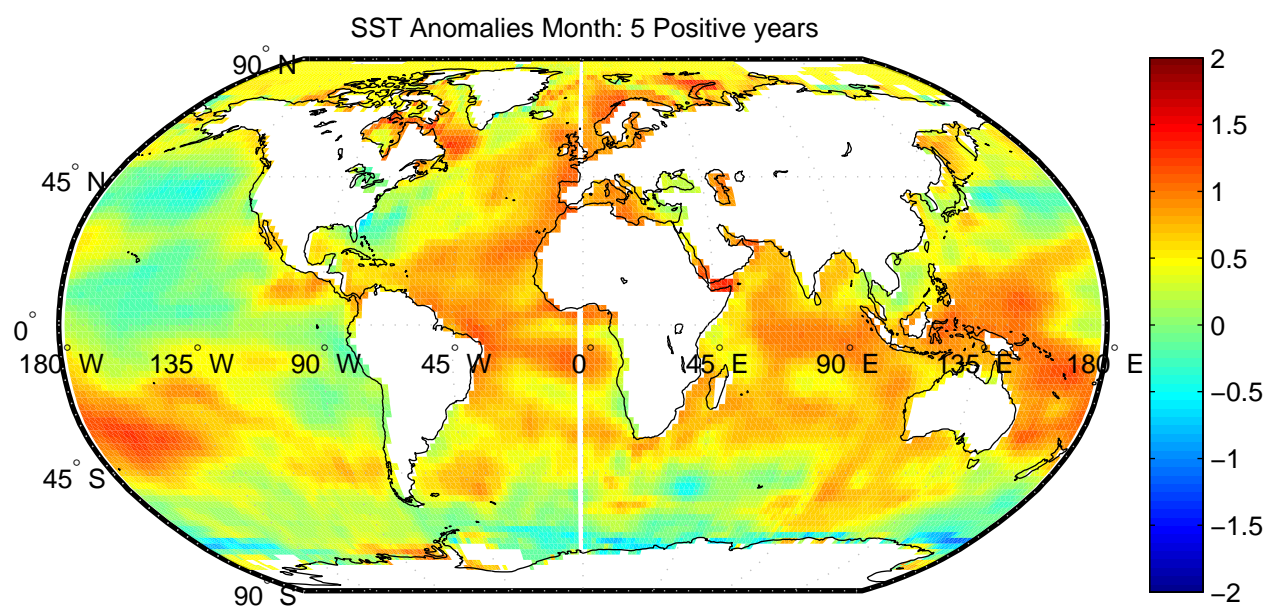 SST Anomalies Month: 5 Positive years
90° N
45° N
0°
180° W 135° W 90° W 45° W 0° 45° E 90° E 135° E 180° E
45° S
90° S
2
1.5
1
0.5
0
−0.5
−1
−1.5
−2